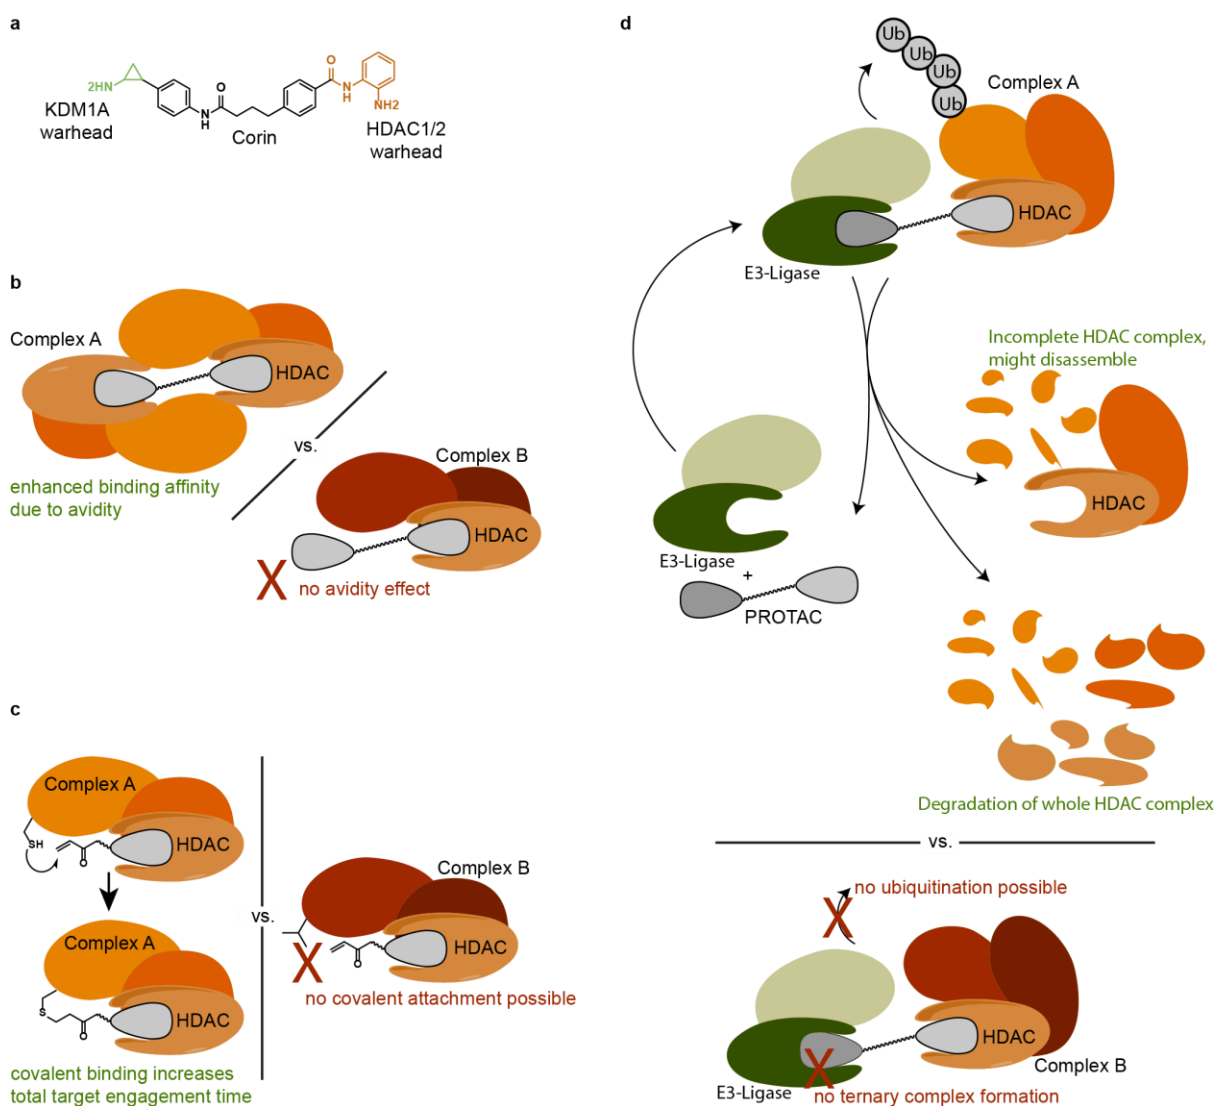 a
2HN
KDM1A
warhead
O
N
H
Corin
O
N
H
NH2
HDAC1/2
warhead
b
Complex A
HDAC
enhanced binding affinity
due to avidity
vs.
Complex B
HDAC
X
no avidity effect
c
Complex A
SH
O
HDAC
Complex A
S
O
HDAC
covalent binding increases
total target engagement time
vs.
Complex B
HDAC
O
X
no covalent attachment possible
d
Ub
Ub
Ub
Ub
Complex A
HDAC
E3-Ligase
Incomplete HDAC complex,
might disassemble
HDAC
E3-Ligase
+
PROTAC
Degradation of whole HDAC complex
vs.
no ubiquitination possible
X
HDAC
Complex B
X
E3-Ligase
no ternary complex formation